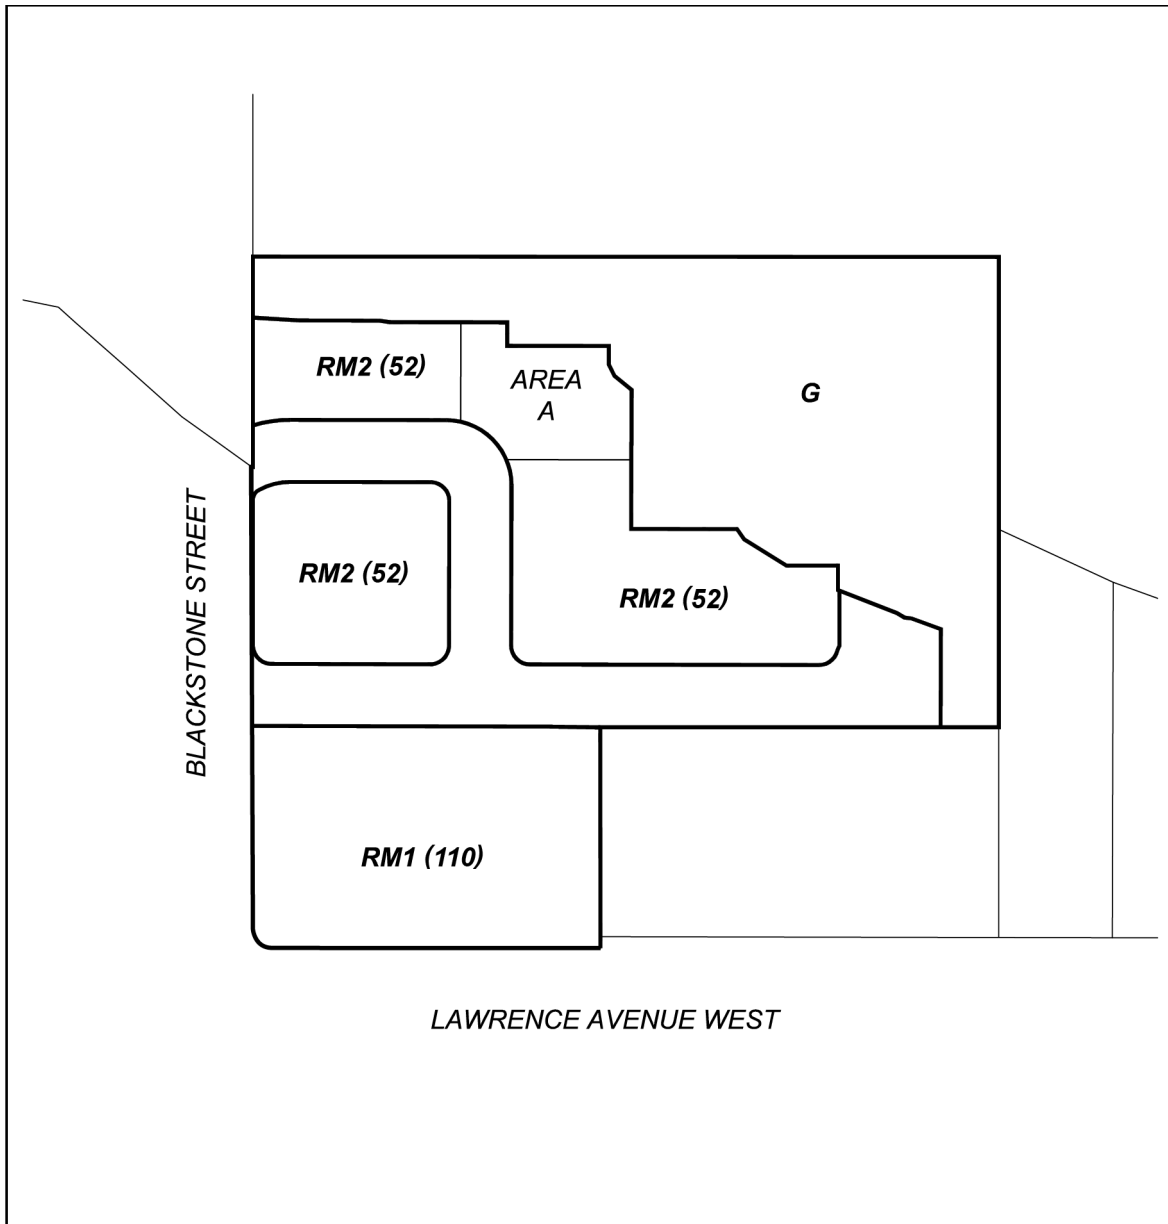 RM2 (52)
AREA
A
G
RM2 (52)
RM2 (52)
BLACKSTONE STREET
RM1 (110)
LAWRENCE AVENUE WEST